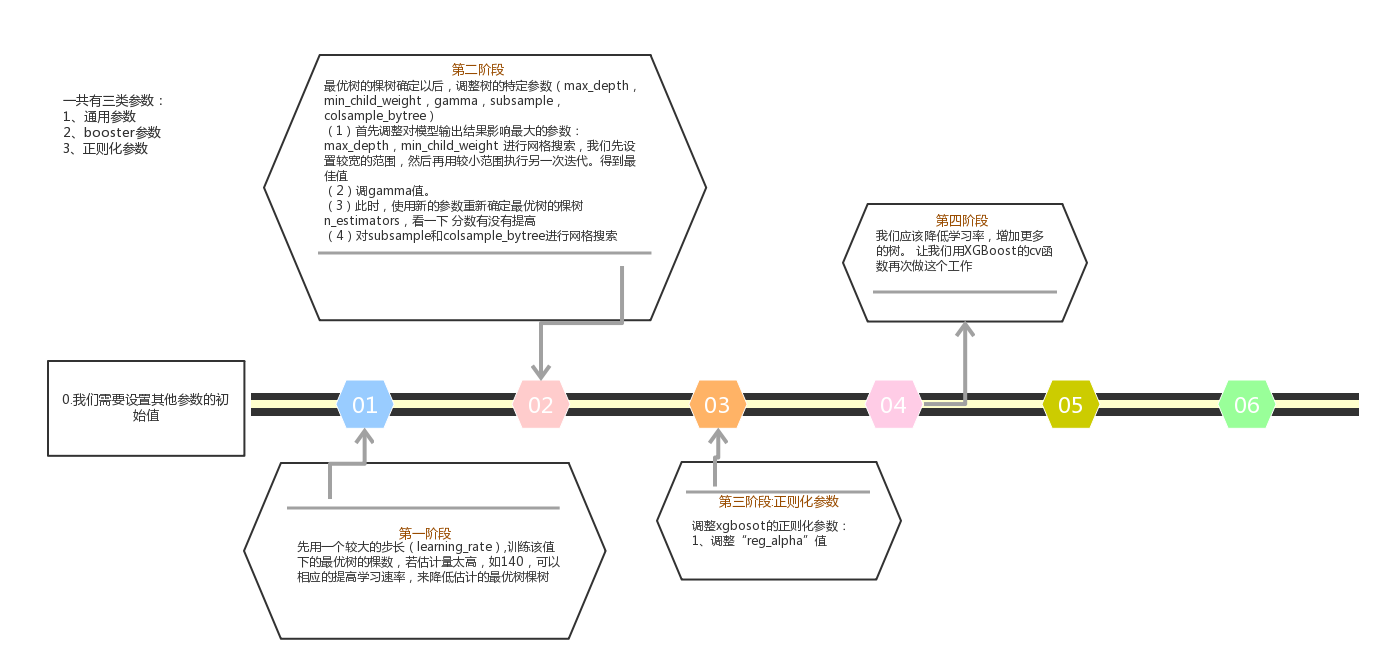 一共有三类参数：
1、通用参数
2、booster参数
3、正则化参数
第二阶段
最优树的棵树确定以后，调整树的特定参数（max_depth，
min_child_weight，gamma，subsample，
colsample_bytree）
（1）首先调整对模型输出结果影响最大的参数：
max_depth，min_child_weight 进行网格搜索，我们先设
置较宽的范围，然后再用较小范围执行另一次迭代。得到最
佳值
（2）调gamma值。
（3）此时，使用新的参数重新确定最优树的棵树
n_estimators，看一下 分数有没有提高
（4）对subsample和colsample_bytree进行网格搜索
第四阶段
我们应该降低学习率，增加更多
的树。 让我们用XGBoost的cv函
数再次做这个工作
0.我们需要设置其他参数的初
始值
01
02
03
04
05
06
第一阶段
先用一个较大的步长（learning_rate）,训练该值
下的最优树的棵数，若估计量太高，如140，可以
相应的提高学习速率，来降低估计的最优树棵树
第三阶段:正则化参数
调整xgbosot的正则化参数：
1、调整“reg_alpha”值